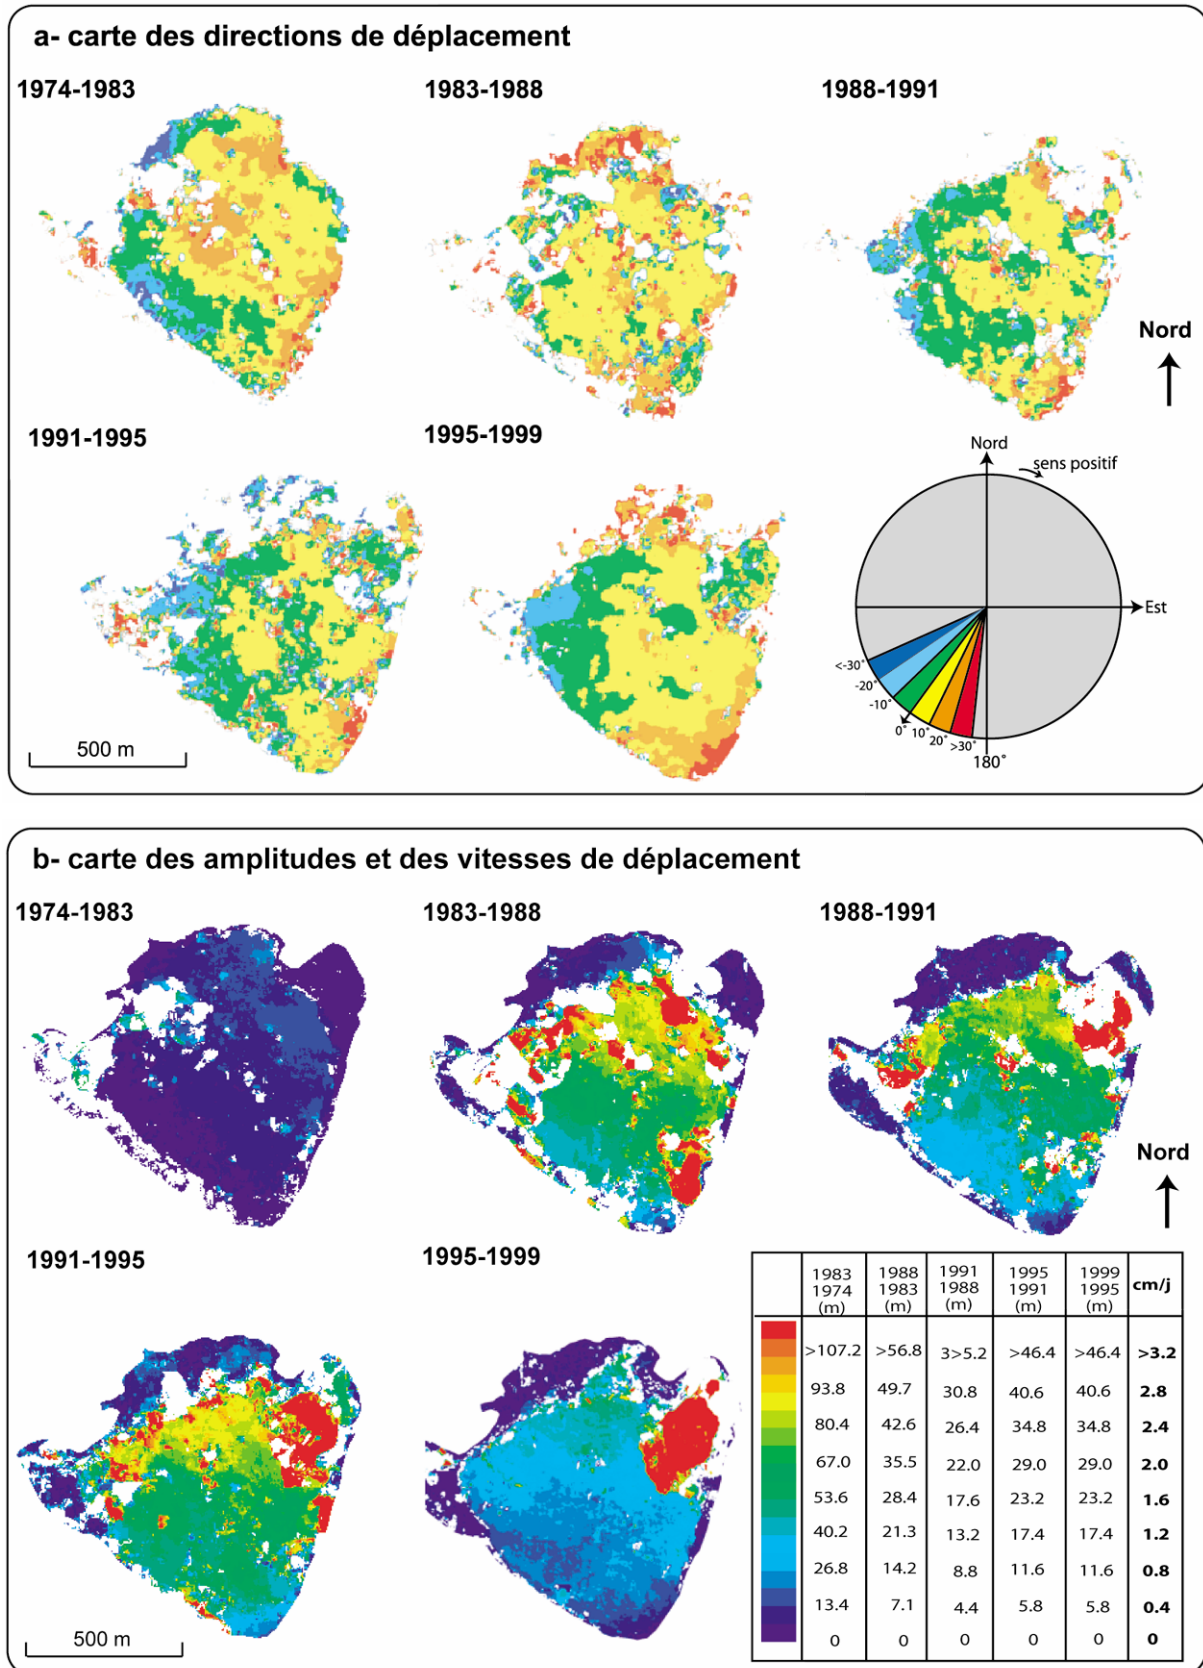 a- carte des directions de déplacement
1974-1983
1983-1988
1988-1991
Nord
1991-1995
1995-1999
Nord
sens positif
Est
<-30°
-20°
-10°
0°
10°
20°
>30°
180°
500 m
b- carte des amplitudes et des vitesses de déplacement
1974-1983
1983-1988
1988-1991
Nord
1991-1995
1995-1999
1983 1988 1991 1995 1999 cm/j
1974 1983 1988 1991 1995
(m) (m) (m) (m) (m)
>107.2 >56.8 3>5.2 >46.4 >46.4 >3.2
93.8 49.7 30.8 40.6 40.6 2.8
80.4 42.6 26.4 34.8 34.8 2.4
67.0 35.5 22.0 29.0 29.0 2.0
53.6 28.4 17.6 23.2 23.2 1.6
40.2 21.3 13.2 17.4 17.4 1.2
26.8 14.2 8.8 11.6 11.6 0.8
13.4 7.1 4.4 5.8 5.8 0.4
0 0 0 0 0 0
500 m